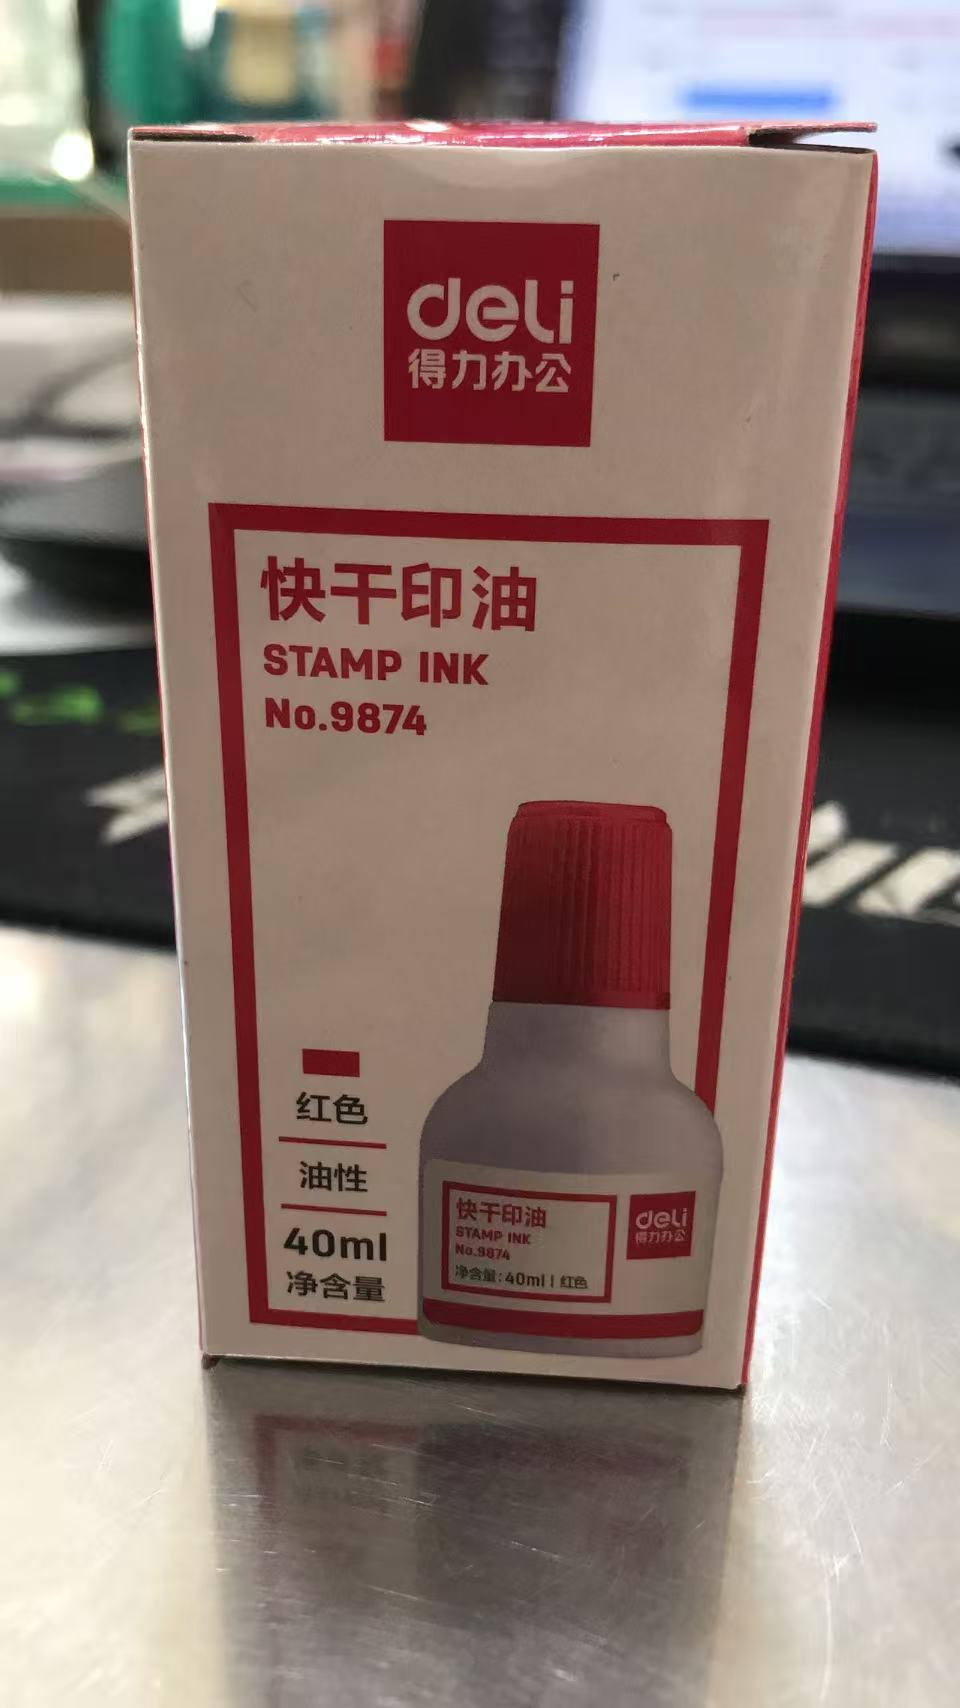 deli
得力办公
快干印油
STAMP INK
No.9874
红色
油性
40ml
净含量
快干印油
STAMP INK
No.9874
净含量:40ml | 红色
deli
得力办公